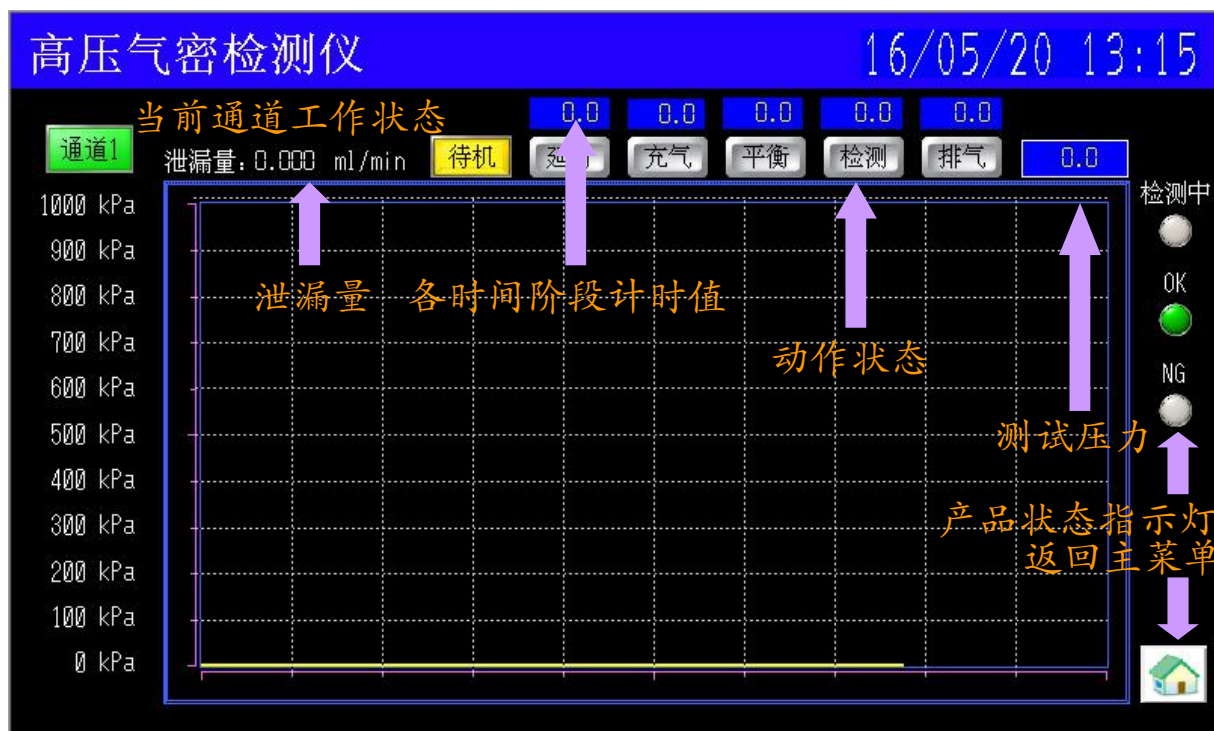 高压气密检测仪
16/05/20 13:15
当前通道工作状态
0.0 0.0 0.0 0.0 0.0
通道1
泄漏量:0.000 ml/min
待机 充气 平衡 检测 排气 0.0
检测中
1000 kPa
900 kPa
OK
800 kPa
泄漏量 各时间阶段计时值
700 kPa
动作状态
NG
600 kPa
500 kPa
测试压力
400 kPa
300 kPa
产品状态指示灯
返回主菜单
200 kPa
100 kPa
0 kPa